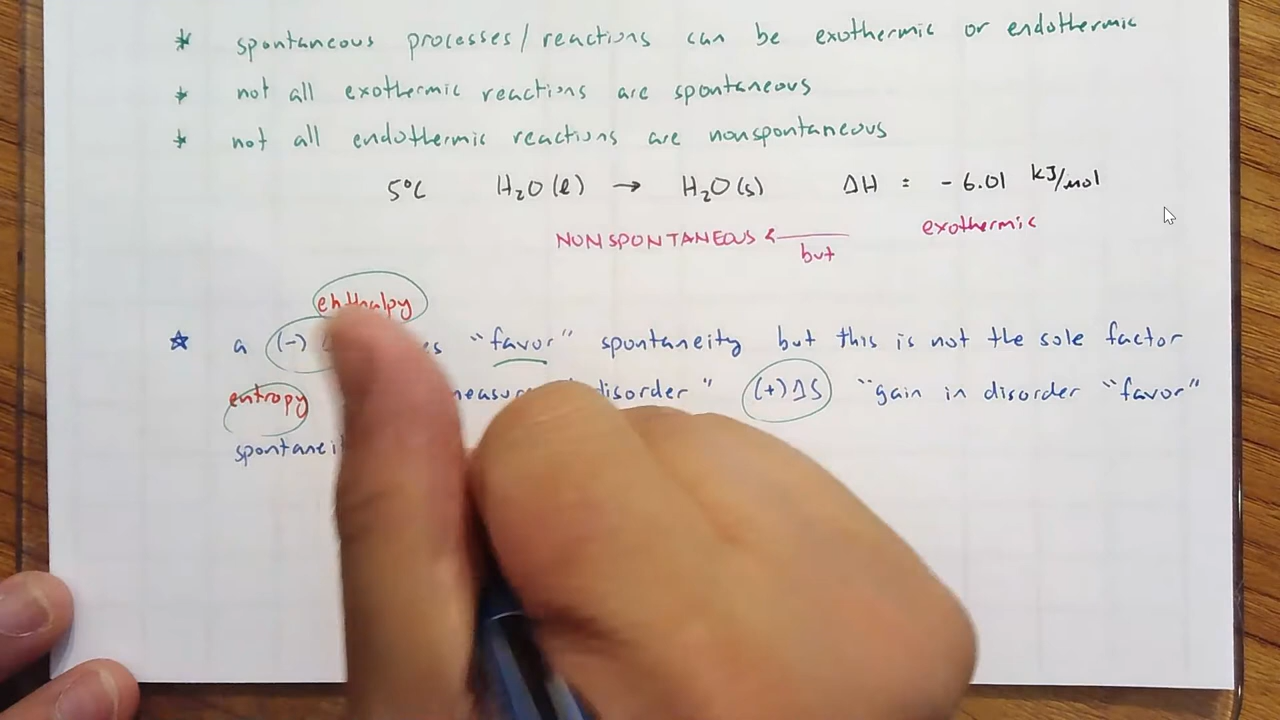 * spontaneous processes/reactions can be exothermic or endothermic
* not all exothermic reactions are spontaneous
* not all endothermic reactions are nonspontaneous
5°C H₂O(l) → H₂O(s) ΔH = -6.01 kJ/mol
NONSPONTANEOUS ← but exothermic
enthalpy
☆ a (-) "favor" spontaneity but this is not the sole factor
entropy disorder" (+)ΔS "gain in disorder "favor"